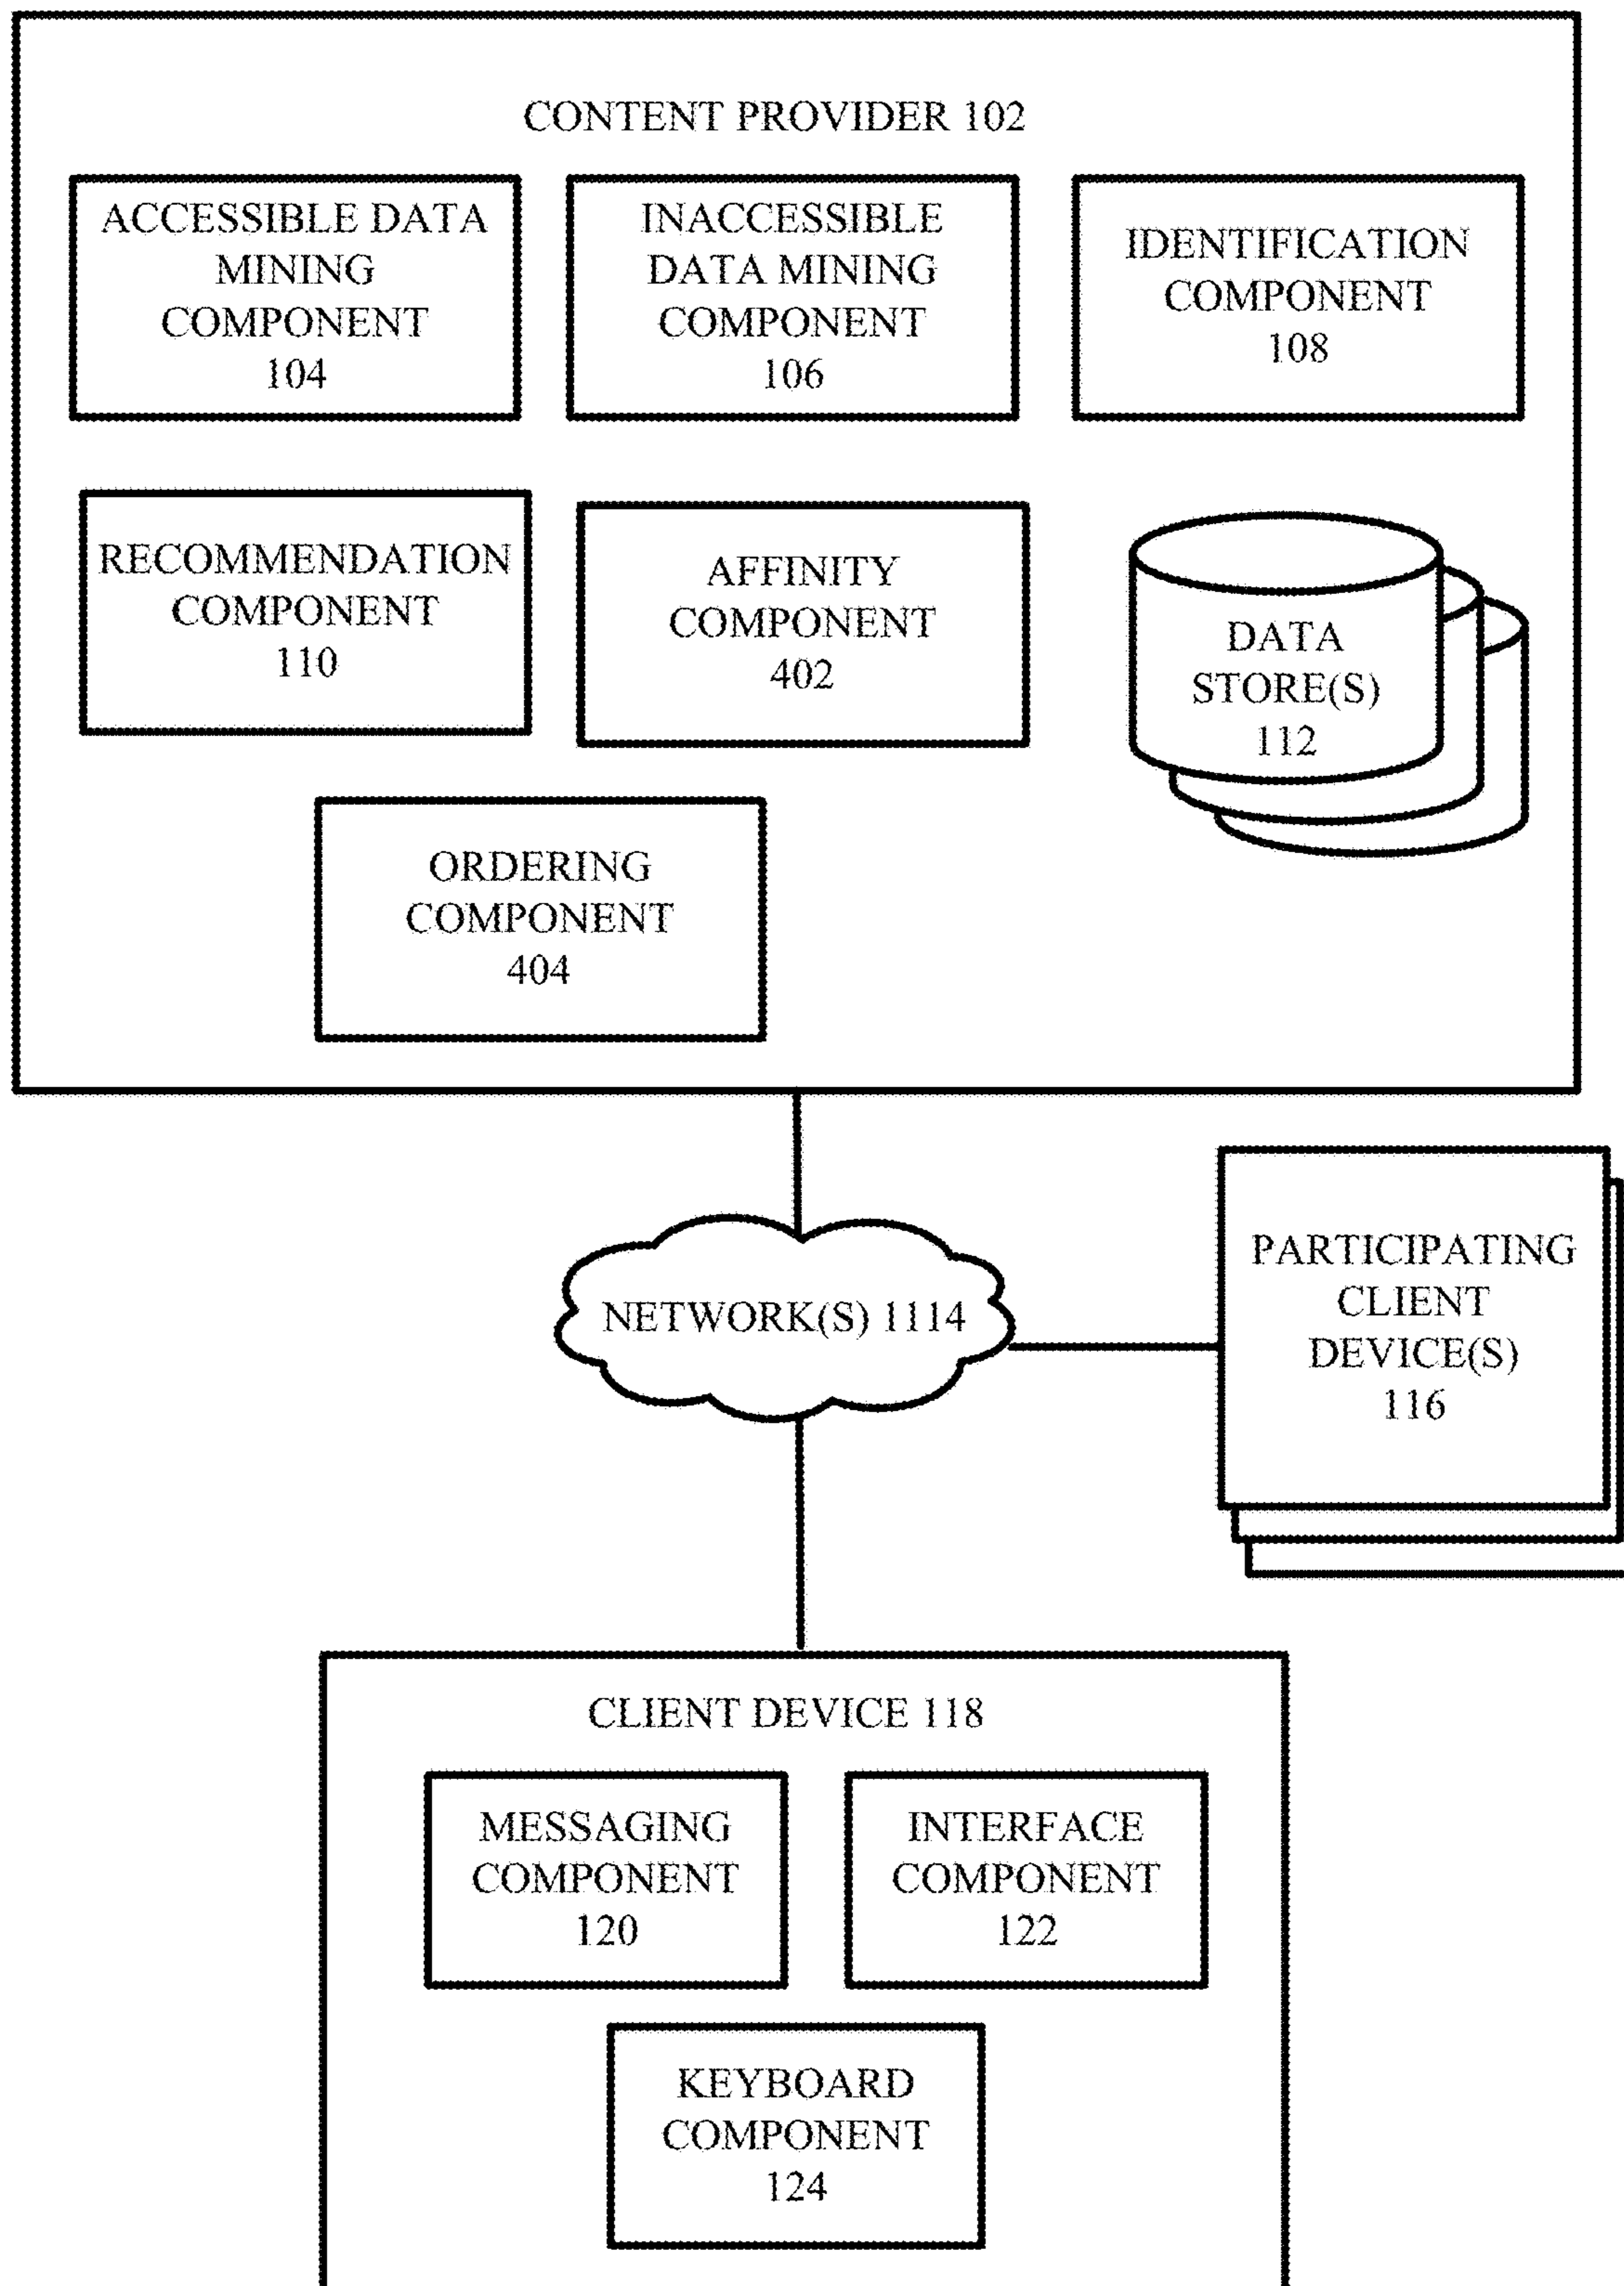 CONTENT PROVIDER 102
ACCESSIBLE DATA
MINING
COMPONENT
104
INACCESSIBLE
DATA MINING
COMPONENT
106
IDENTIFICATION
COMPONENT
108
RECOMMENDATION
COMPONENT
110
AFFINITY
COMPONENT
402
DATA
STORE(S)
112
ORDERING
COMPONENT
404
NETWORK(S) 1114
PARTICIPATING
CLIENT
DEVICE(S)
116
CLIENT DEVICE 118
MESSAGING
COMPONENT
120
INTERFACE
COMPONENT
122
KEYBOARD
COMPONENT
124